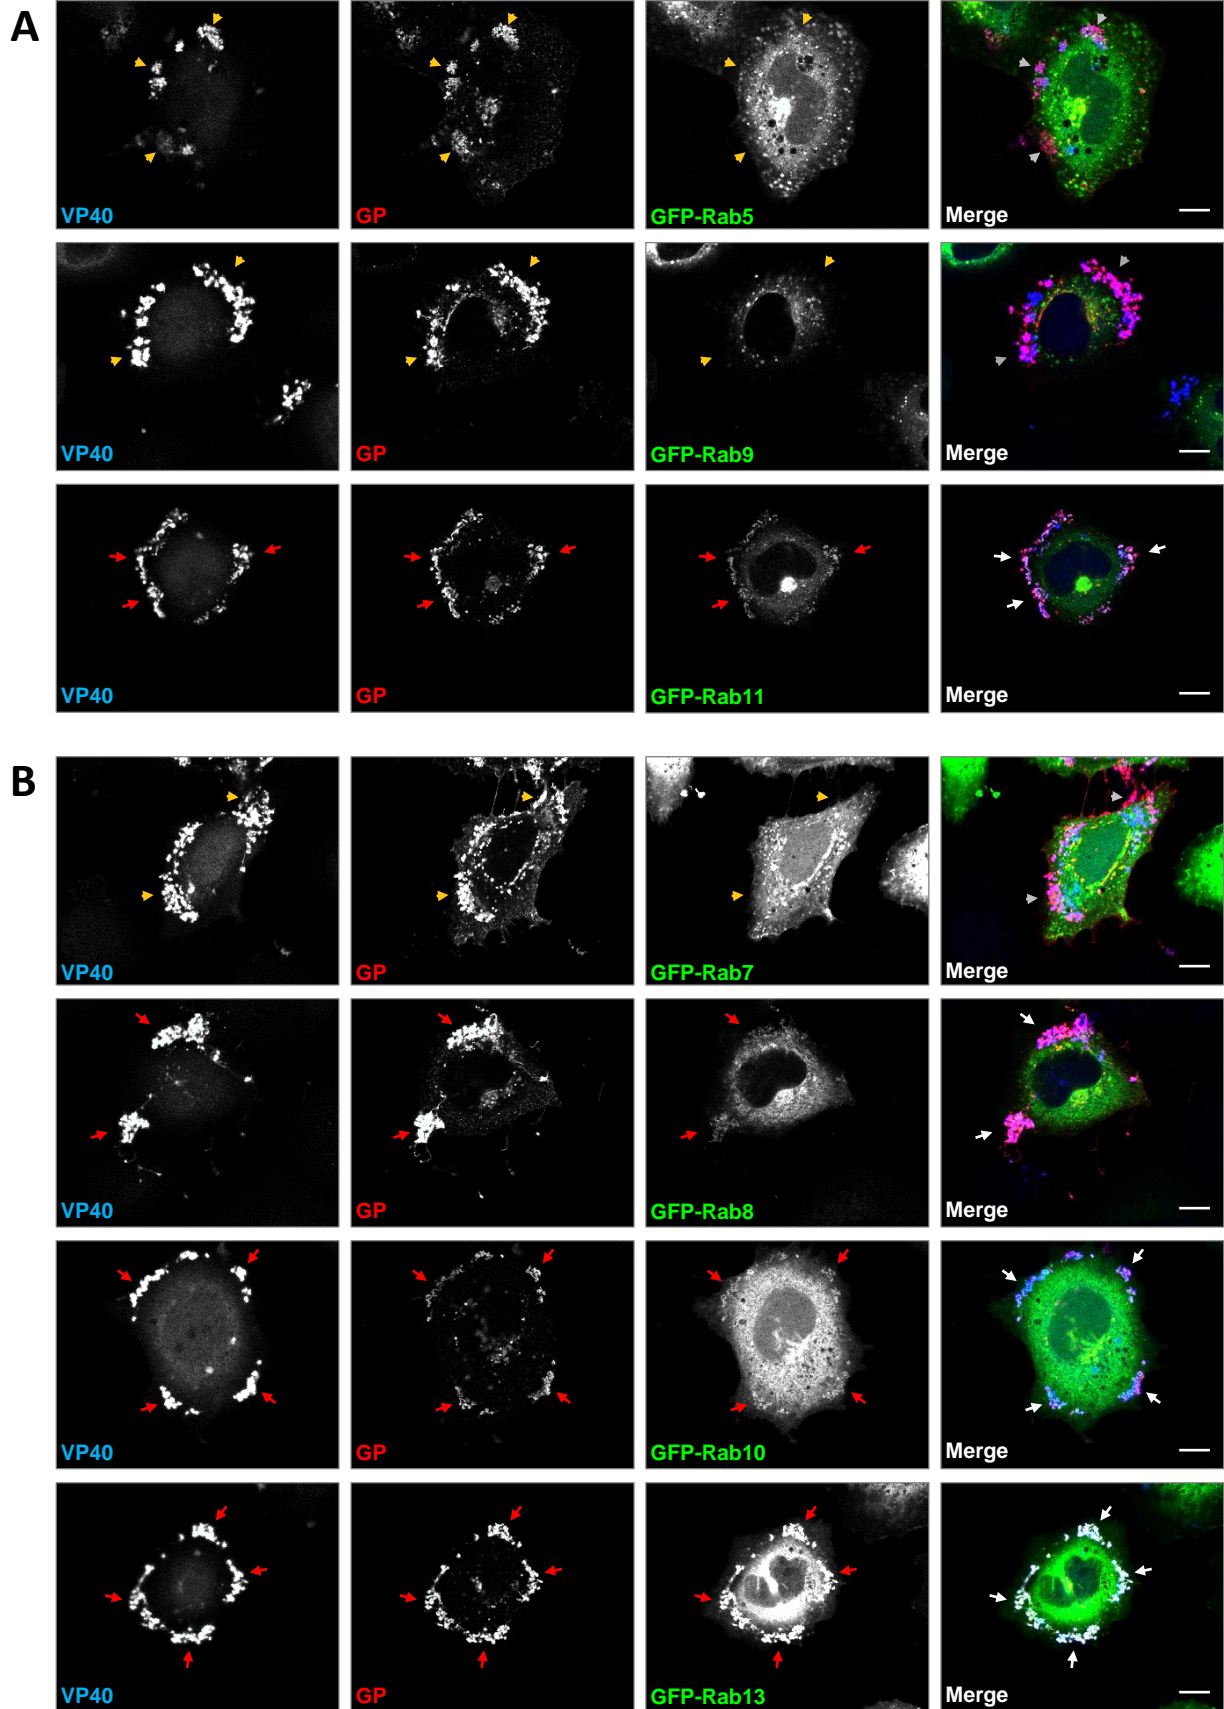 A
VP40 GP GFP-Rab5 Merge
VP40 GP GFP-Rab9 Merge
VP40 GP GFP-Rab11 Merge
B
VP40 GP GFP-Rab7 Merge
VP40 GP GFP-Rab8 Merge
VP40 GP GFP-Rab10 Merge
VP40 GP GFP-Rab13 Merge